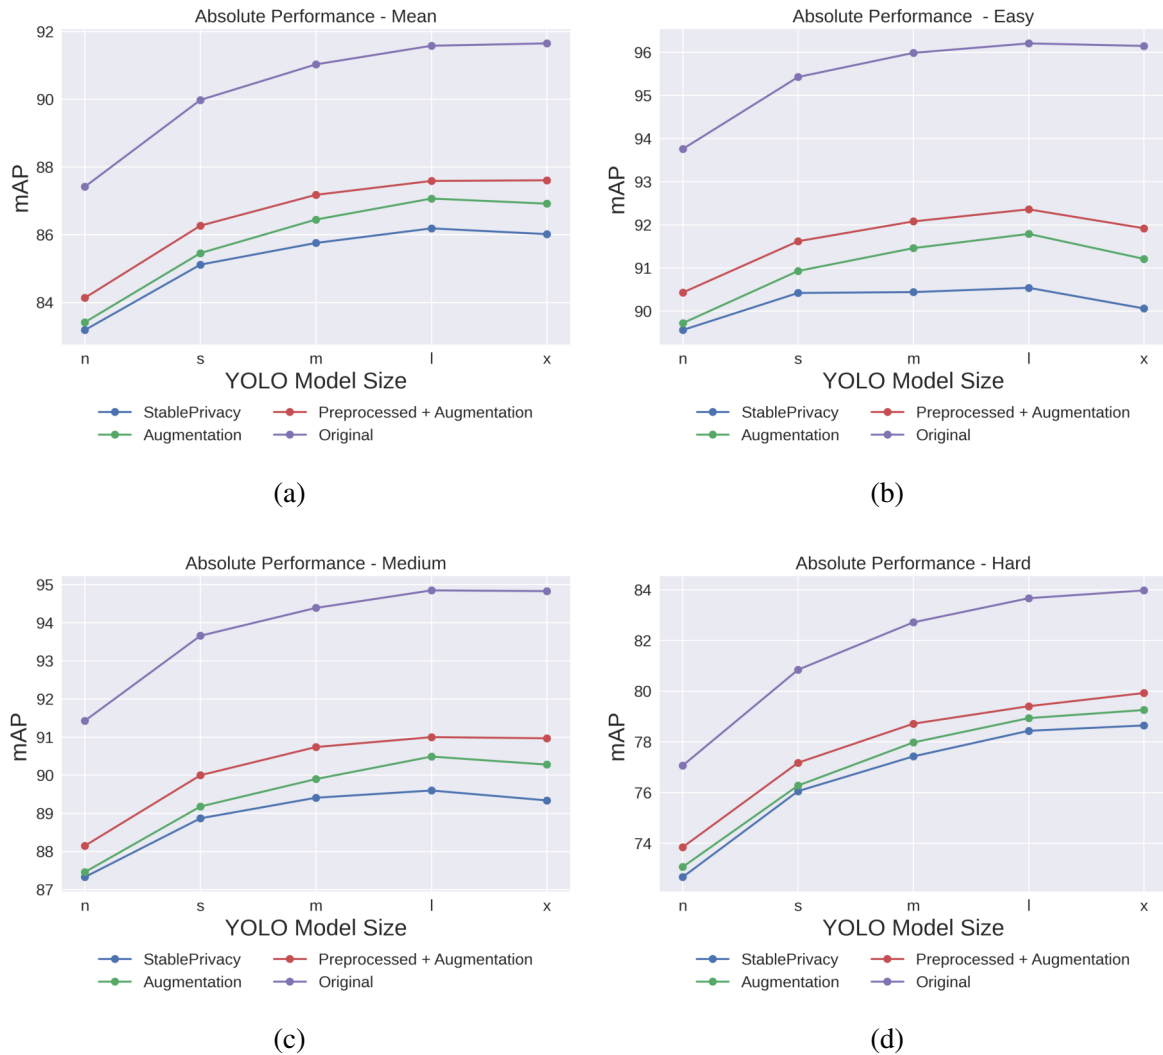 Absolute Performance - Mean
92
90
88
86
84
mAP
n s m l x
YOLO Model Size
StablePrivacy Preprocessed + Augmentation
Augmentation Original
(a)
Absolute Performance - Easy
96
95
94
93
92
91
90
mAP
n s m l x
YOLO Model Size
StablePrivacy Preprocessed + Augmentation
Augmentation Original
(b)
Absolute Performance - Medium
95
94
93
92
91
90
89
88
87
mAP
n s m l x
YOLO Model Size
StablePrivacy Preprocessed + Augmentation
Augmentation Original
(c)
Absolute Performance - Hard
84
82
80
78
76
74
mAP
n s m l x
YOLO Model Size
StablePrivacy Preprocessed + Augmentation
Augmentation Original
(d)